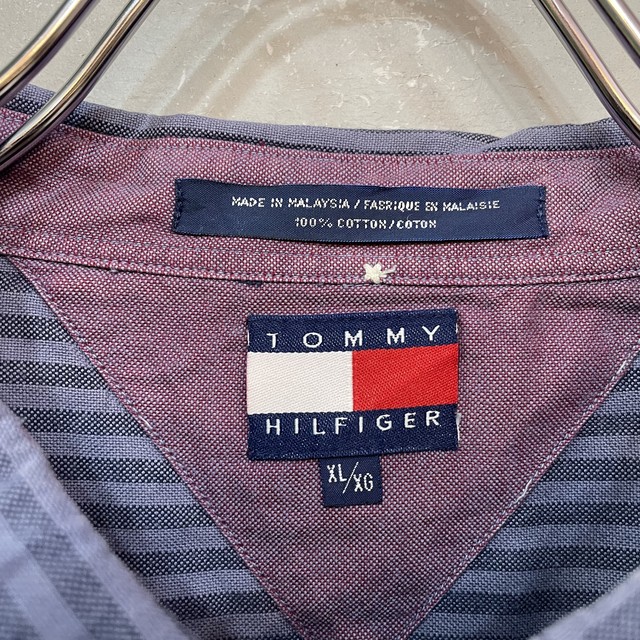 MADE IN MALAYSIA / FABRIQUE EN MALAISIE
100% COTTON/COTON
TOMMY
HILFIGER
XL/XG